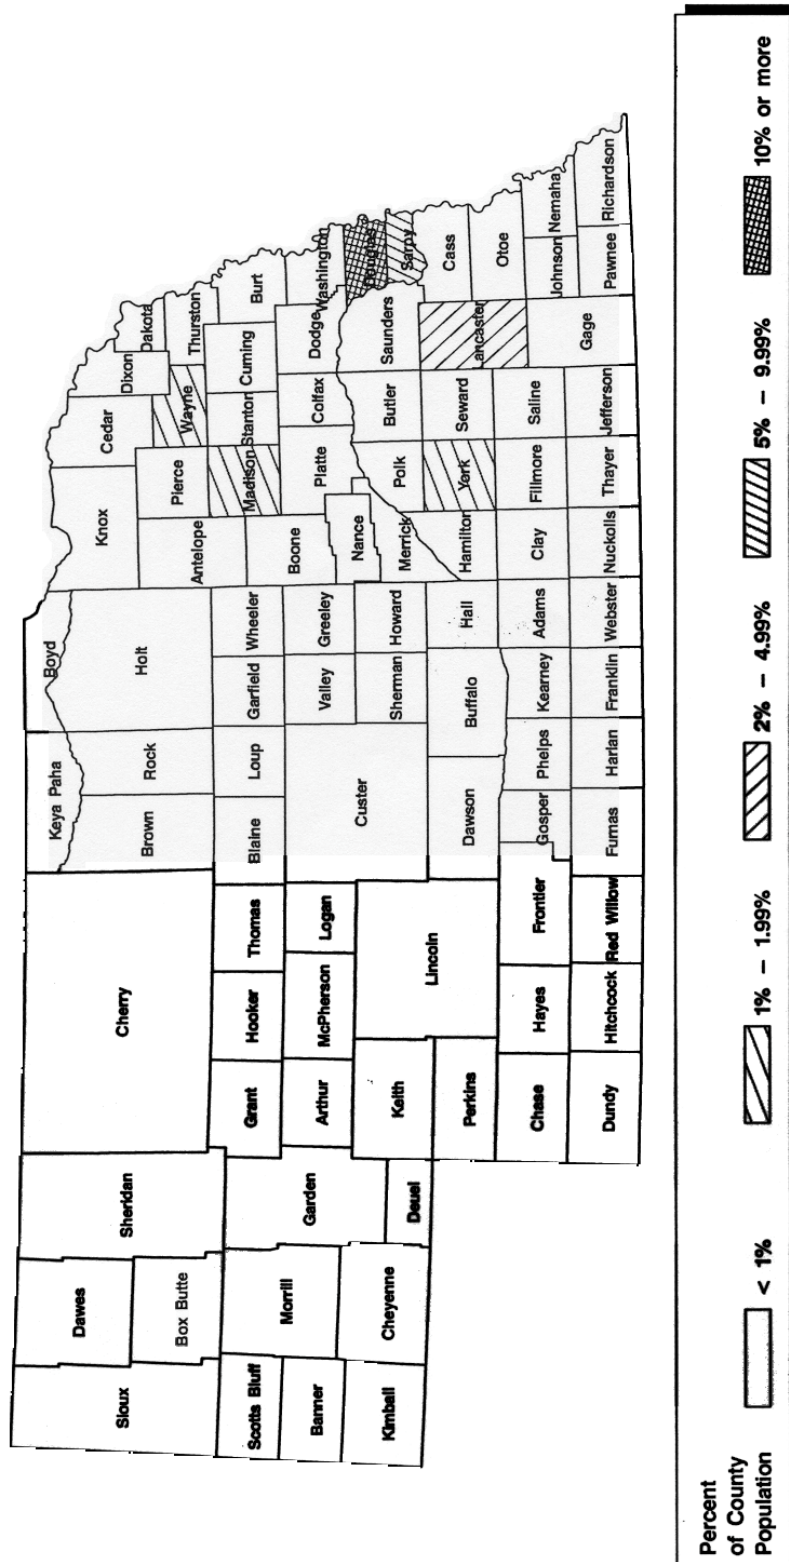 Sioux
Dawes
Box Butte
Sheridan
Cherry
Keya Paha
Boyd
Brown
Rock
Holt
Knox
Cedar
Dixon
Dakota
Scotts Bluff
Banner
Kimball
Morrill
Cheyenne
Garden
Deuel
Grant
Hooker
Thomas
Blaine
Loup
Garfield
Wheeler
Antelope
Pierce
Wayne
Thurston
Madison
Stanton
Cuming
Burt
Arthur
McPherson
Logan
Custer
Valley
Greeley
Boone
Nance
Platte
Colfax
Dodge
Washington
Keith
Lincoln
Sherman
Howard
Merrick
Polk
Butler
Saunders
Douglas
Sarpy
Perkins
Dawson
Buffalo
Hall
Hamilton
York
Seward
Lancaster
Cass
Otoe
Chase
Hayes
Frontier
Gosper
Phelps
Kearney
Adams
Clay
Fillmore
Saline
Gage
Johnson
Nemaha
Dundy
Hitchcock
Red Willow
Furnas
Harlan
Franklin
Webster
Nuckolls
Thayer
Jefferson
Pawnee
Richardson
Percent
of County
Population
< 1%
1% – 1.99%
2% – 4.99%
5% – 9.99%
10% or more